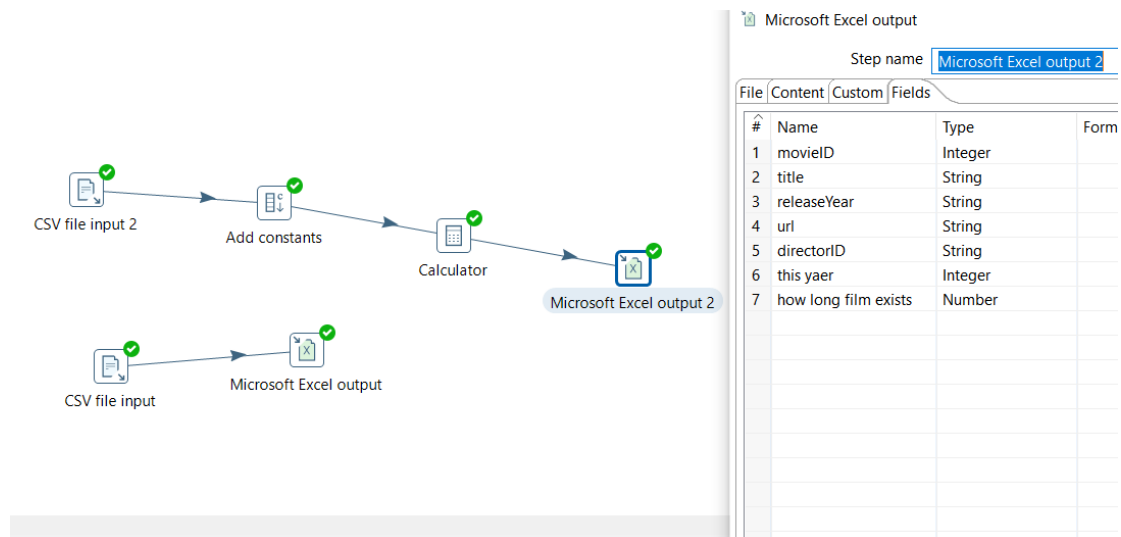 CSV file input 2
Add constants
Calculator
Microsoft Excel output 2
CSV file input
Microsoft Excel output
Microsoft Excel output
Step name Microsoft Excel output 2
File Content Custom Fields
# Name Type Form
1 movieID Integer
2 title String
3 releaseYear String
4 url String
5 directorID String
6 this yaer Integer
7 how long film exists Number